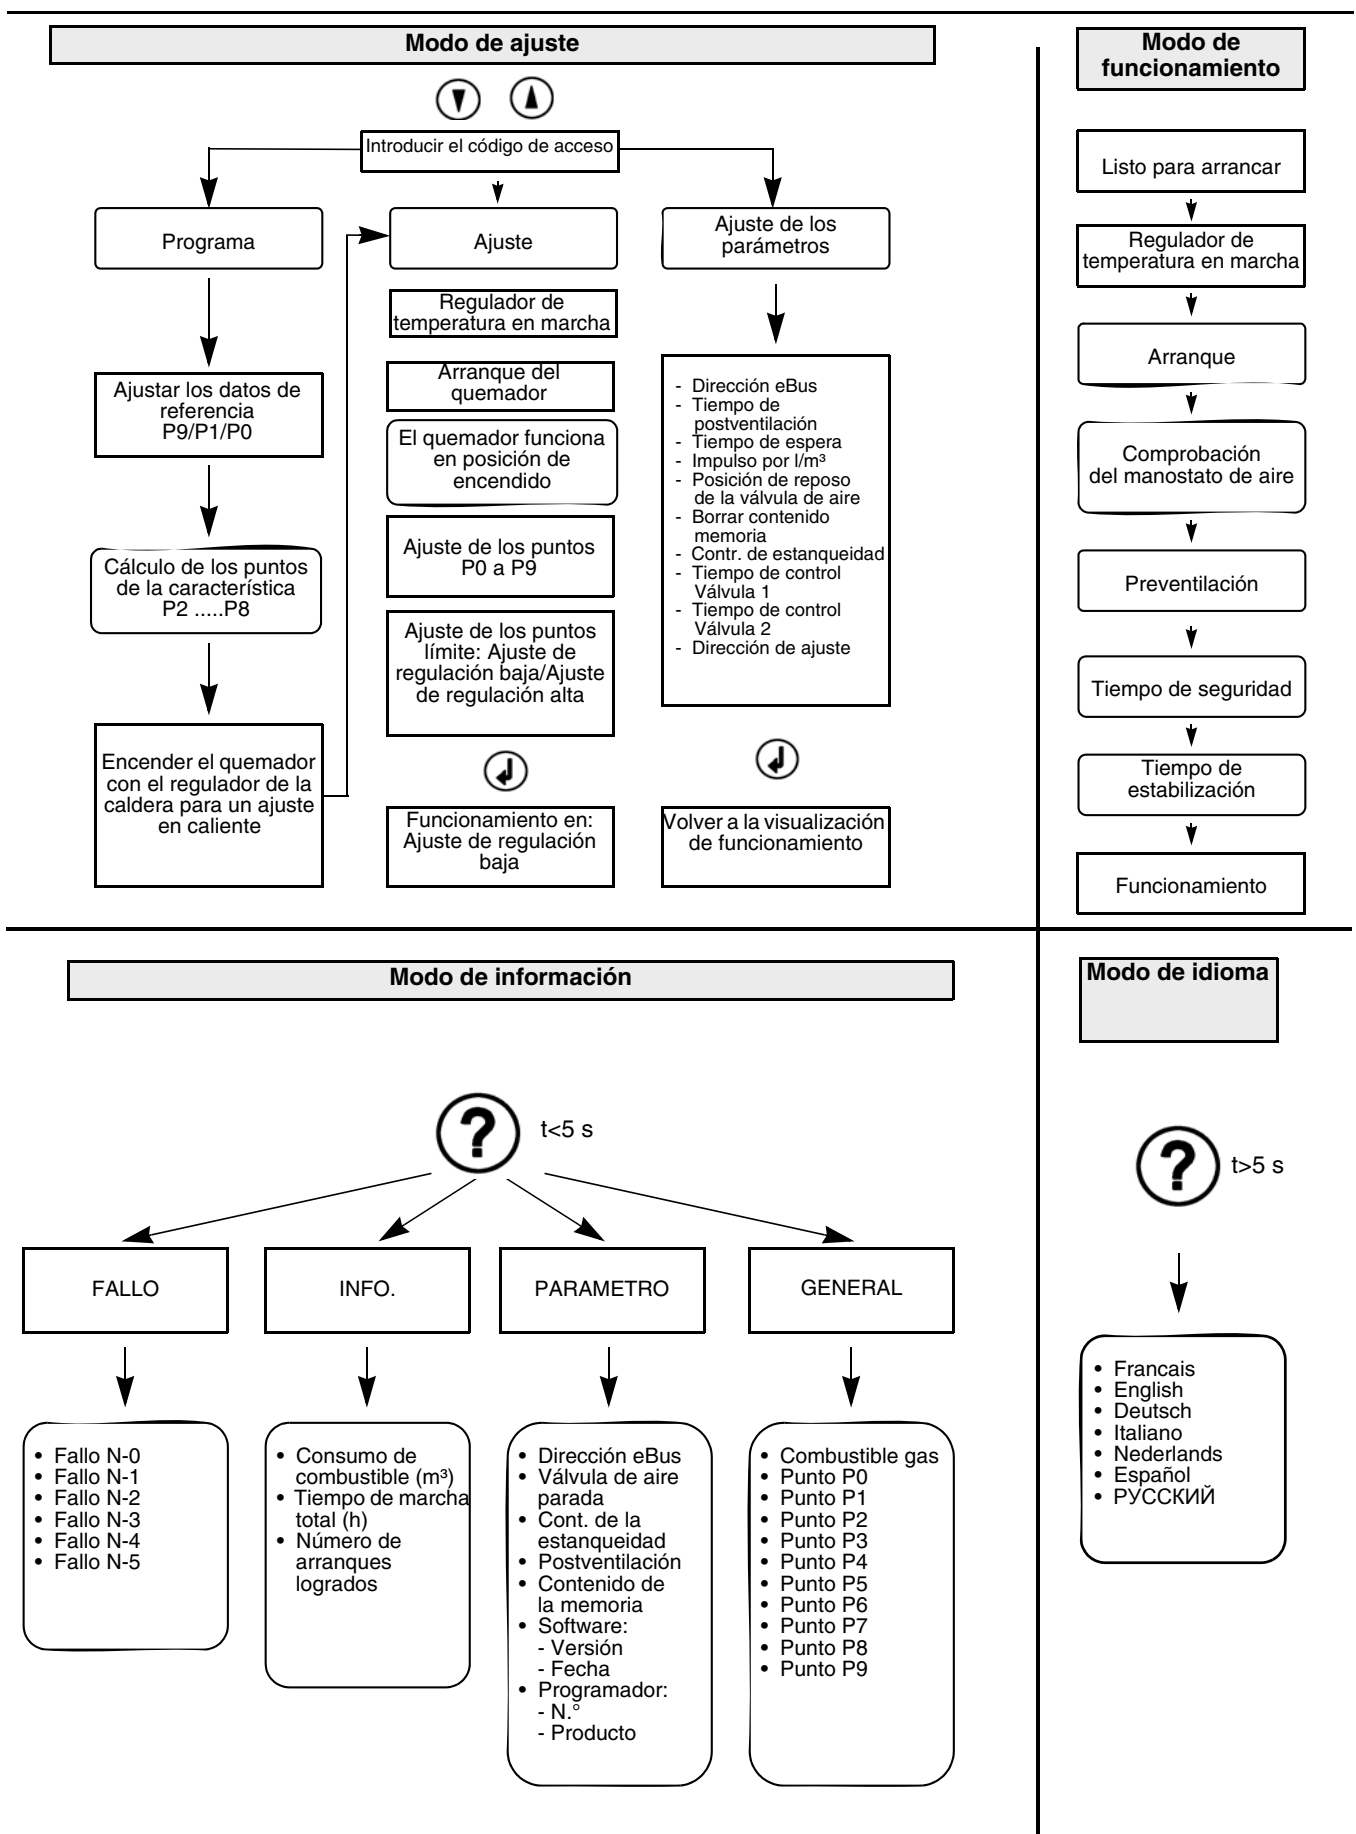 Modo de ajuste
Introducir el código de acceso
Programa
Ajustar los datos de
referencia
P9/P1/P0
Cálculo de los puntos
de la característica
P2 .....P8
Encender el quemador
con el regulador de la
caldera para un ajuste
en caliente
Ajuste
Regulador de
temperatura en marcha
Arranque del
quemador
El quemador funciona
en posición de
encendido
Ajuste de los puntos
P0 a P9
Ajuste de los puntos
límite: Ajuste de
regulación baja/Ajuste
de regulación alta
Funcionamiento en:
Ajuste de regulación
baja
Ajuste de los
parámetros
- Dirección eBus
- Tiempo de
postventilación
- Tiempo de espera
- Impulso por l/m³
- Posición de reposo
de la válvula de aire
- Borrar contenido
memoria
- Contr. de estanqueidad
- Tiempo de control
Válvula 1
- Tiempo de control
Válvula 2
- Dirección de ajuste
Volver a la visualización
de funcionamiento
Modo de
funcionamiento
Listo para arrancar
Regulador de
temperatura en marcha
Arranque
Comprobación
del manostato de aire
Preventilación
Tiempo de seguridad
Tiempo de
estabilización
Funcionamiento
Modo de información
? t<5 s
FALLO
• Fallo N-0
• Fallo N-1
• Fallo N-2
• Fallo N-3
• Fallo N-4
• Fallo N-5
INFO.
• Consumo de
combustible (m³)
• Tiempo de marcha
total (h)
• Número de
arranques
logrados
PARAMETRO
• Dirección eBus
• Válvula de aire
parada
• Cont. de la
estanqueidad
• Postventilación
• Contenido de
la memoria
• Software:
- Versión
- Fecha
• Programador:
- N.°
- Producto
GENERAL
• Combustible gas
• Punto P0
• Punto P1
• Punto P2
• Punto P3
• Punto P4
• Punto P5
• Punto P6
• Punto P7
• Punto P8
• Punto P9
Modo de idioma
? t>5 s
• Francais
• English
• Deutsch
• Italiano
• Nederlands
• Español
• РУССКИЙ